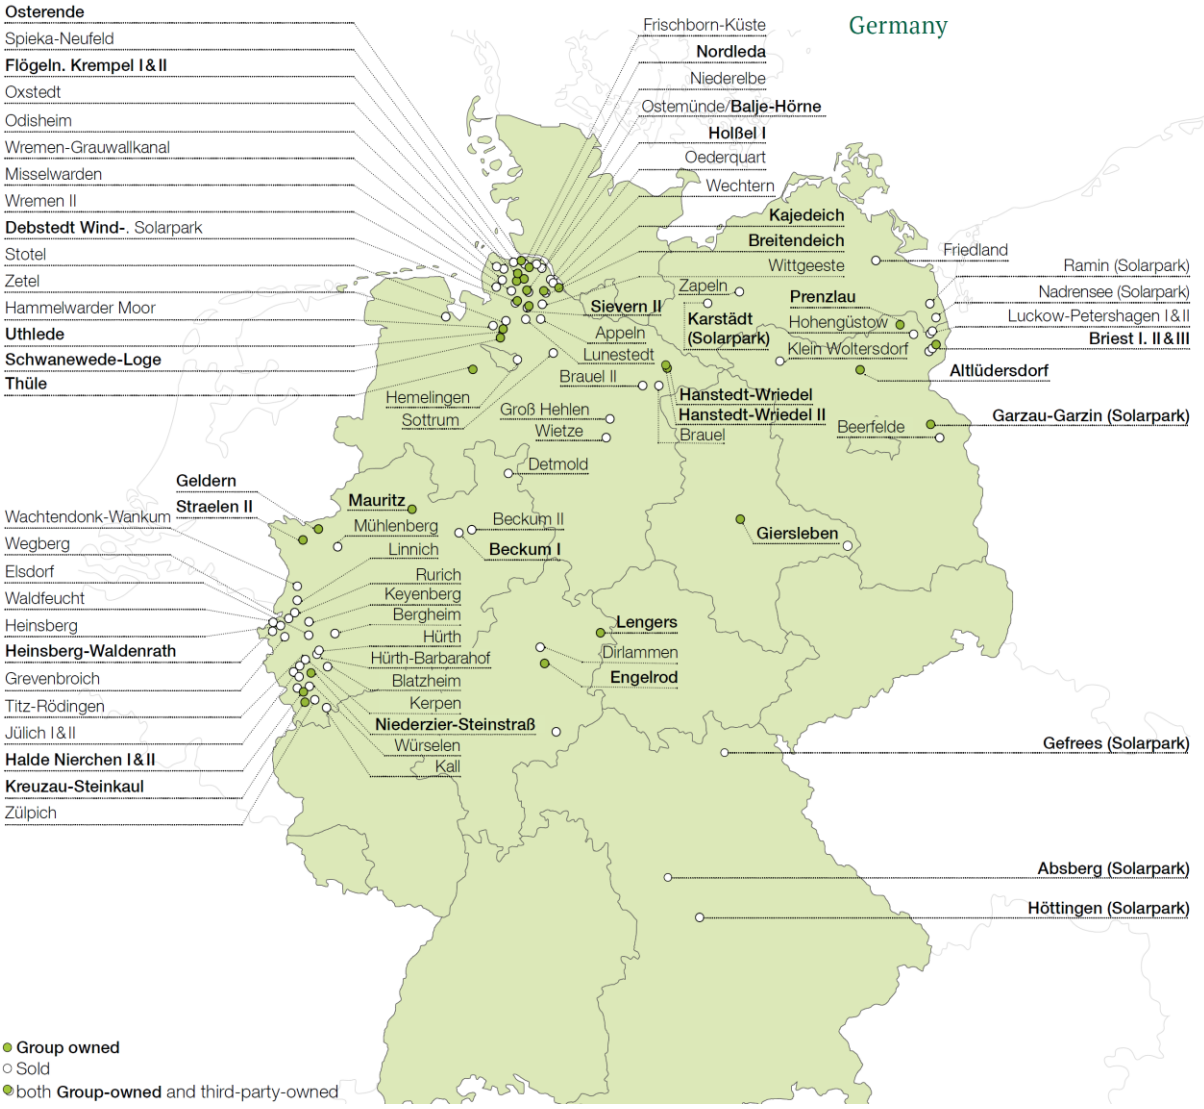 Germany
Osterende
Spieka-Neufeld
Flögeln. Krempel I & II
Oxstedt
Odisheim
Wremen-Grauwallkanal
Misselwarden
Wremen II
Debstedt Wind-. Solarpark
Stotel
Zetel
Hammelwarder Moor
Uthlede
Schwanewede-Loge
Thüle
Frischborn-Küste
Nordleda
Niederelbe
Ostemünde/Balje-Hörne
Holßel I
Oederquart
Wechtern
Kajedeich
Breitendeich
Wittgeeste
Zapeln
Sievern II
Appeln
Lunestedt
Brauel II
Karstädt
(Solarpark)
Prenzlau
Hohengüstow
Klein Woltersdorf
Friedland
Ramin (Solarpark)
Nadrensee (Solarpark)
Luckow-Petershagen I & II
Briest I. II & III
Altlüdersdorf
Garzau-Garzin (Solarpark)
Beerfelde
Hemelingen
Sottrum
Groß Hehlen
Wietze
Hanstedt-Wriedel
Hanstedt-Wriedel II
Brauel
Detmold
Geldern
Straelen II
Mauritz
Mühlenberg
Beckum II
Beckum I
Giersleben
Wachtendonk-Wankum
Wegberg
Elsdorf
Waldfeucht
Heinsberg
Heinsberg-Waldenrath
Grevenbroich
Titz-Rödingen
Jülich I & II
Halde Nierchen I & II
Kreuzau-Steinkaul
Zülpich
Linnich
Rurich
Keyenberg
Bergheim
Hürth
Hürth-Barbarahof
Blatzheim
Kerpen
Niederzier-Steinstraß
Würselen
Kall
Lengers
Dirlammen
Engelrod
Gefrees (Solarpark)
Absberg (Solarpark)
Höttingen (Solarpark)
Group owned
Sold
both Group-owned and third-party-owned